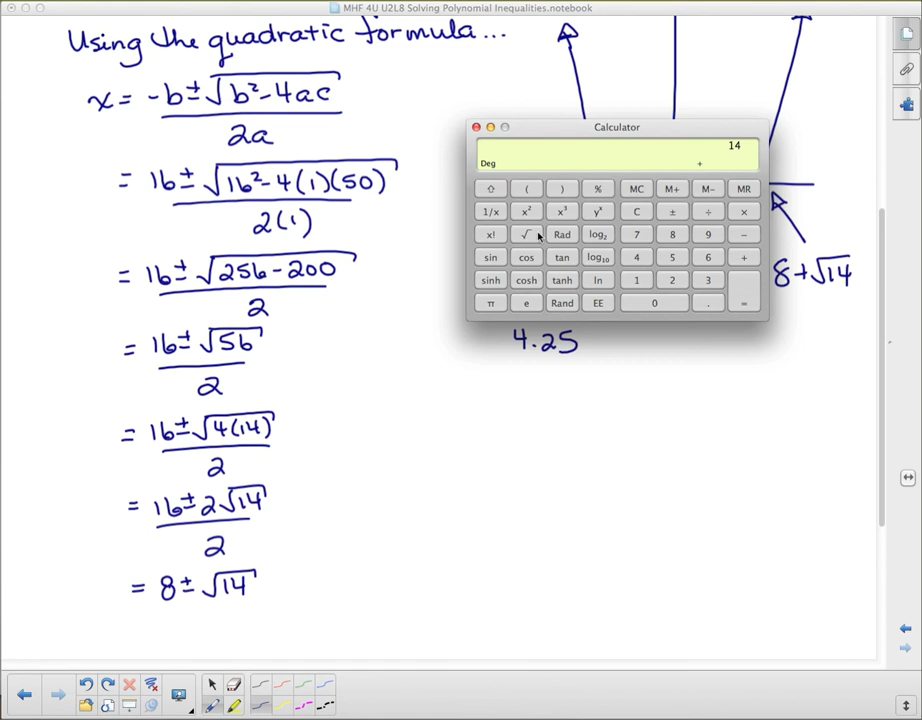 MHF 4U U2L8 Solving Polynomial Inequalities.notebook
Using the quadratic formula...
x = -b±√b²-4ac
2a
= 16±√16²-4(1)(50)
2(1)
= 16±√256-200
2
= 16±√56
2
= 16±√4(14)
2
= 16±2√14
2
= 8±√14
Calculator
14
Deg +
( ) % MC M+ M- MR
1/x x² x³ yˣ C ± ÷ ×
x! √ Rad log₂ 7 8 9 −
sin cos tan log₁₀ 4 5 6 +
sinh cosh tanh ln 1 2 3 =
π e Rand EE 0 .
8+√14
4.25